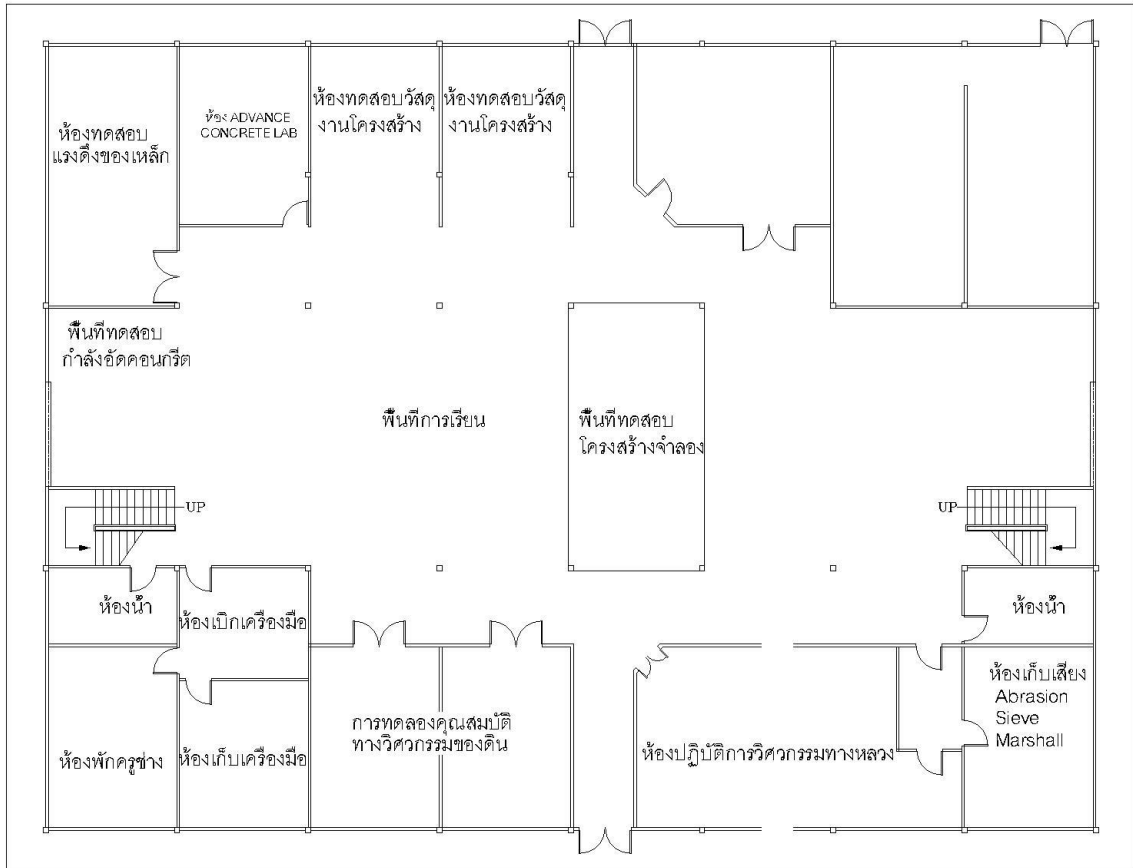 ห้องทดสอบ
แรงดึงของเหล็ก
ห้อง ADVANCE
CONCRETE LAB
ห้องทดสอบวัสดุ
งานโครงสร้าง
ห้องทดสอบวัสดุ
งานโครงสร้าง
พื้นที่ทดสอบ
กำลังอัดคอนกรีต
พื้นที่การเรียน
พื้นที่ทดสอบ
โครงสร้างจำลอง
UP
UP
ห้องน้ำ
ห้องเบิกเครื่องมือ
ห้องน้ำ
ห้องพักครูช่าง
ห้องเก็บเครื่องมือ
การทดลองคุณสมบัติ
ทางวิศวกรรมของดิน
ห้องปฏิบัติการวิศวกรรมทางหลวง
ห้องเก็บเสียง
Abrasion
Sieve
Marshall